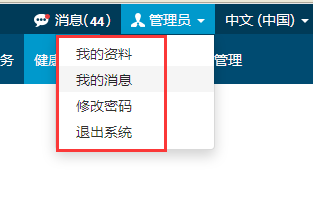 消息(44) 管理员 中文 (中国)
务 健 管理
我的资料
我的消息
修改密码
退出系统